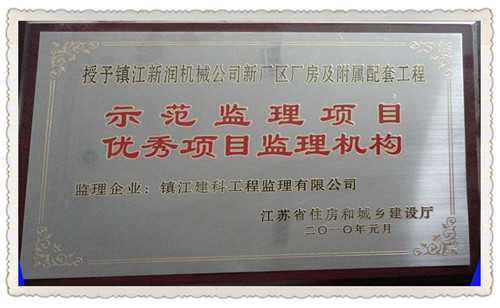 授予镇江新润机械公司新厂区厂房及附属配套工程
示范监理项目
优秀项目监理机构
监理企业：镇江建科工程监理有限公司
江苏省住房和城乡建设厅
二〇一〇年元月